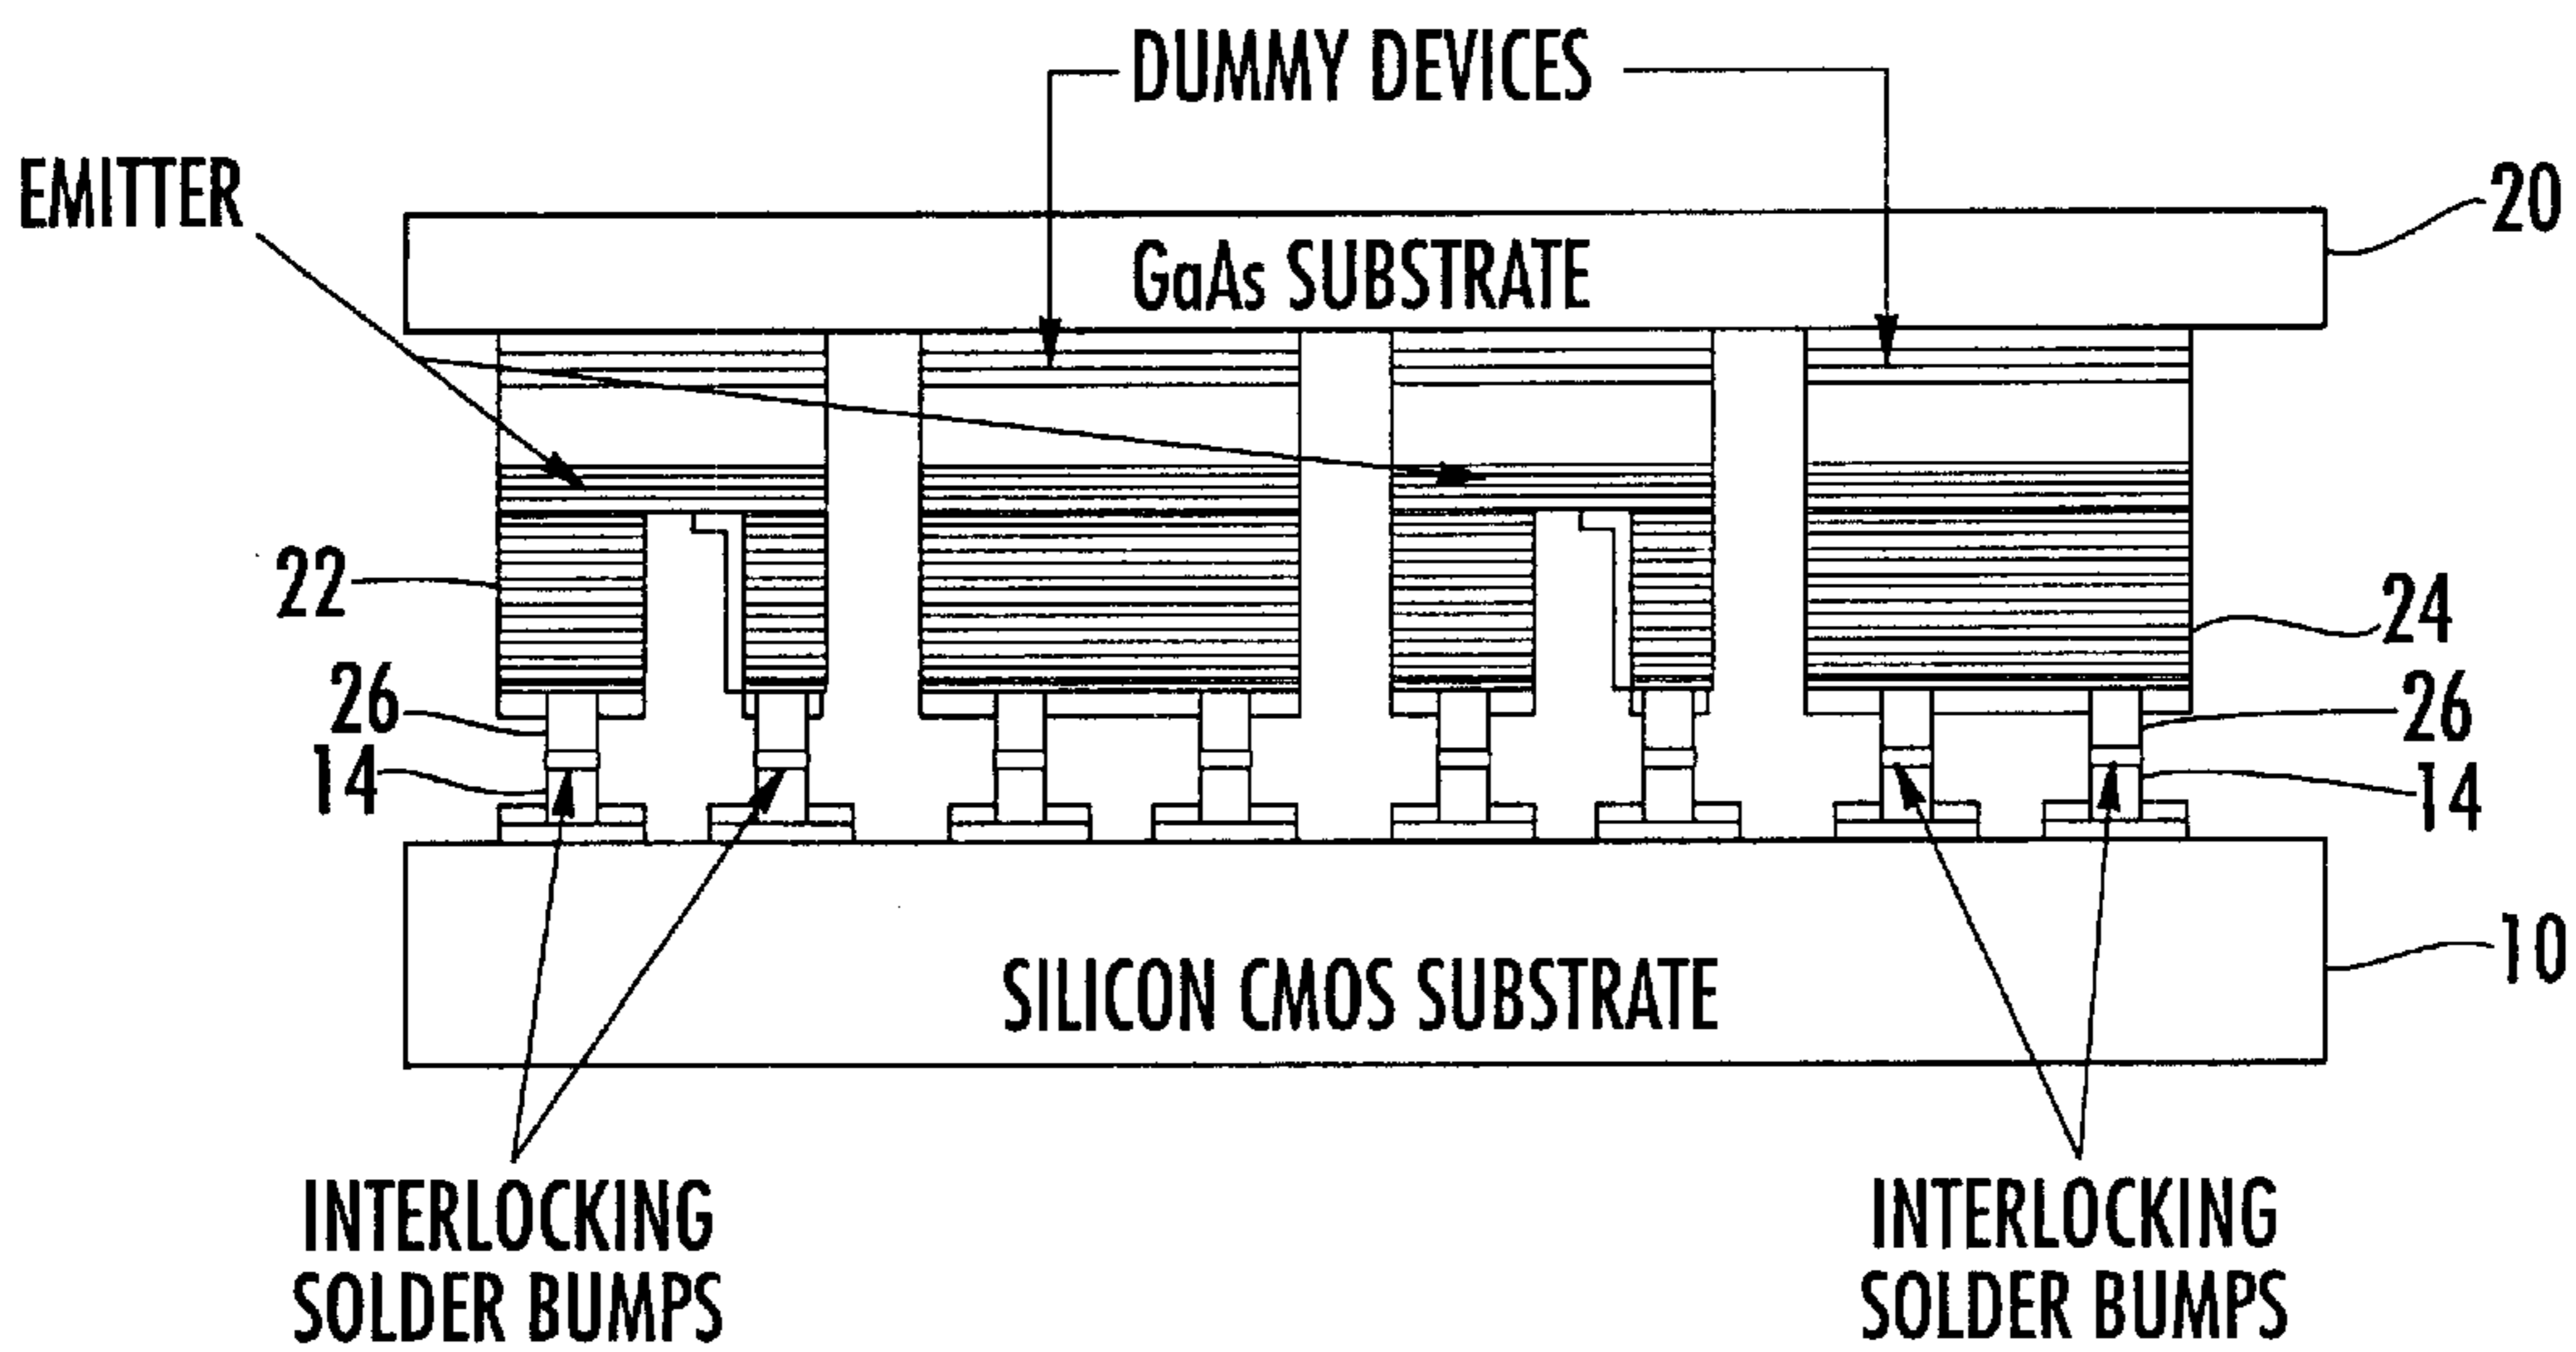 DUMMY DEVICES
EMITTER
20
GaAs SUBSTRATE
22
24
26
26
14
14
10
SILICON CMOS SUBSTRATE
INTERLOCKING
SOLDER BUMPS
INTERLOCKING
SOLDER BUMPS